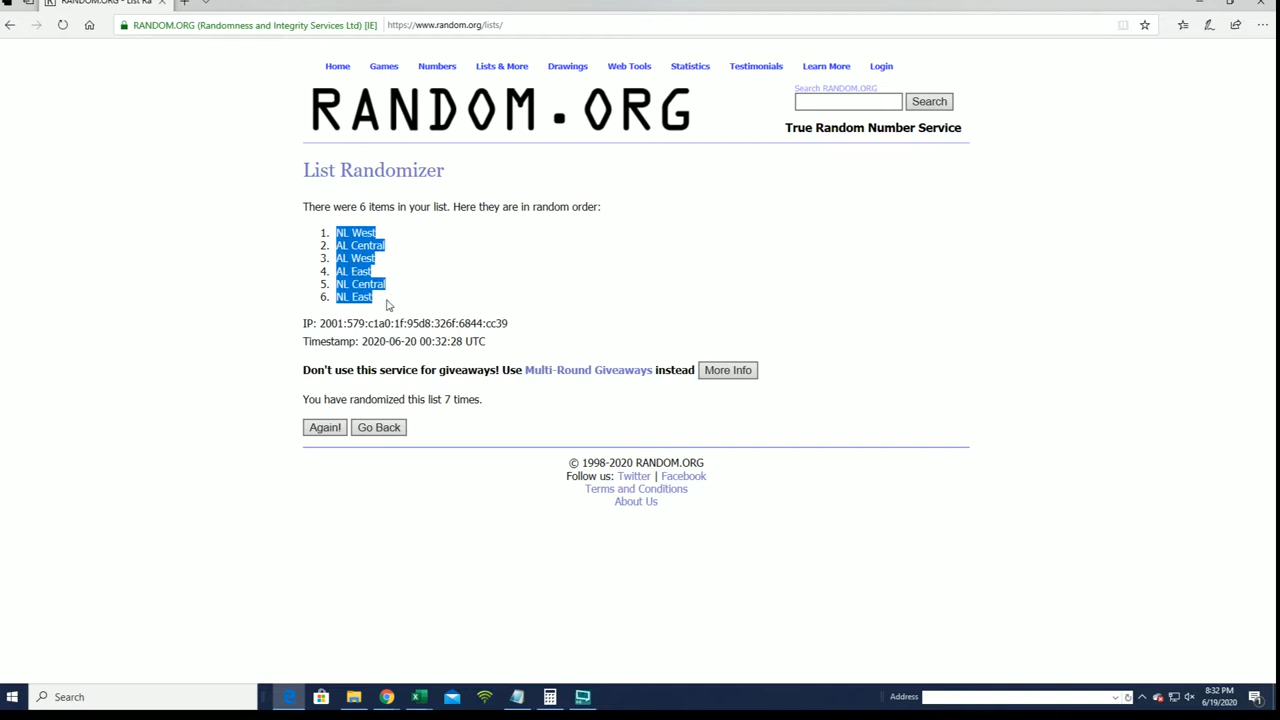 RANDOM.ORG - List Ra
RANDOM.ORG (Randomness and Integrity Services Ltd) [IE]
https://www.random.org/lists/
Home Games Numbers Lists & More Drawings Web Tools Statistics Testimonials Learn More Login
RANDOM.ORG
Search RANDOM.ORG
Search
True Random Number Service
List Randomizer
There were 6 items in your list. Here they are in random order:
1. NL West
2. AL Central
3. AL West
4. AL East
5. NL Central
6. NL East
IP: 2001:579:c1a0:1f:95d8:326f:6844:cc39
Timestamp: 2020-06-20 00:32:28 UTC
Don't use this service for giveaways! Use Multi-Round Giveaways instead More Info
You have randomized this list 7 times.
Again! Go Back
© 1998-2020 RANDOM.ORG
Follow us: Twitter | Facebook
Terms and Conditions
About Us
Search
Address
8:32 PM
6/19/2020